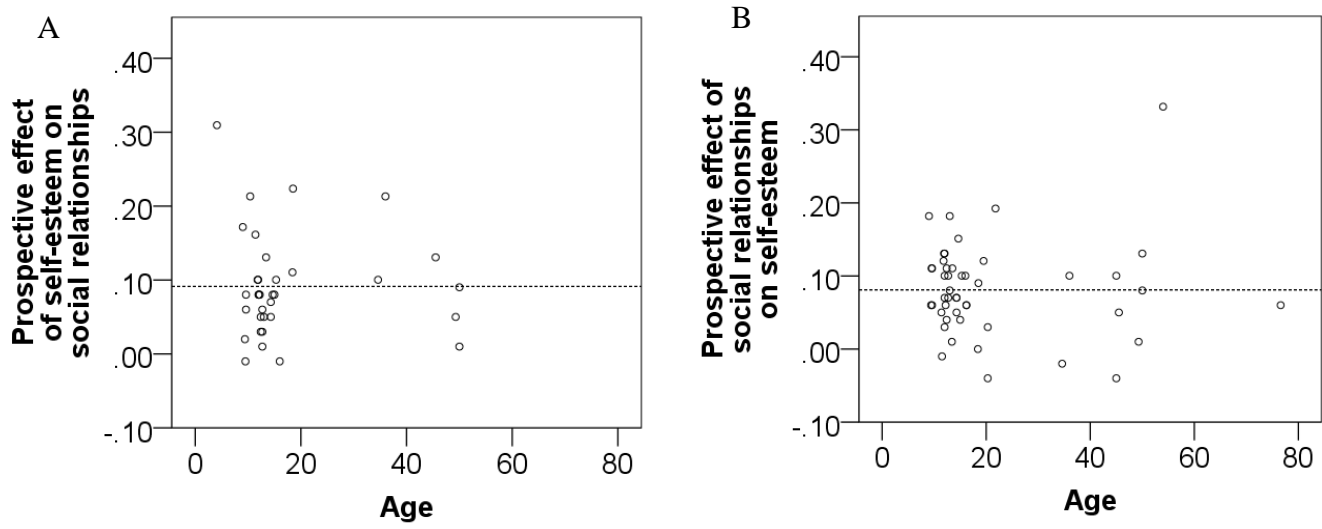 A
Prospective effect
of self-esteem on
social relationships
.40
.30
.20
.10
.00
-.10
0 20 40 60 80
Age
B
Prospective effect of
social relationships
on self-esteem
.40
.30
.20
.10
.00
-.10
0 20 40 60 80
Age